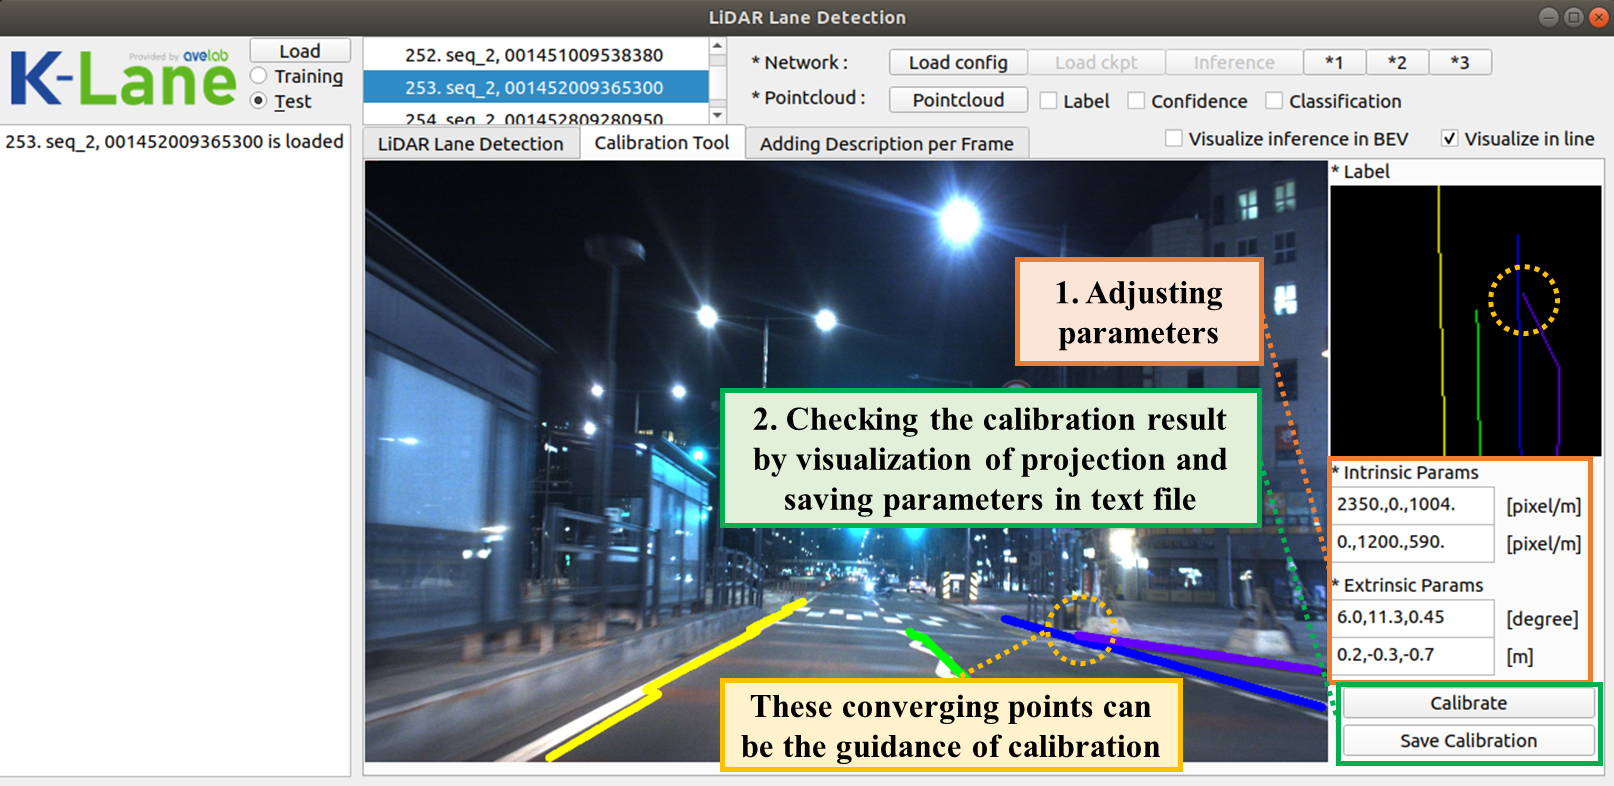 LiDAR Lane Detection
Provided by avelab
K-Lane
Load
Training
Test
252. seq_2, 001451009538380
253. seq_2, 001452009365300
254. seq_2, 001452809280950
* Network :
Load config
Load ckpt
Inference
*1
*2
*3
* Pointcloud :
Pointcloud
Label
Confidence
Classification
253. seq_2, 001452009365300 is loaded
LiDAR Lane Detection
Calibration Tool
Adding Description per Frame
Visualize inference in BEV
Visualize in line
* Label
1. Adjusting
parameters
2. Checking the calibration result
by visualization of projection and
saving parameters in text file
These converging points can
be the guidance of calibration
* Intrinsic Params
2350.,0.,1004. [pixel/m]
0.,1200.,590. [pixel/m]
* Extrinsic Params
6.0,11.3,0.45 [degree]
0.2,-0.3,-0.7 [m]
Calibrate
Save Calibration